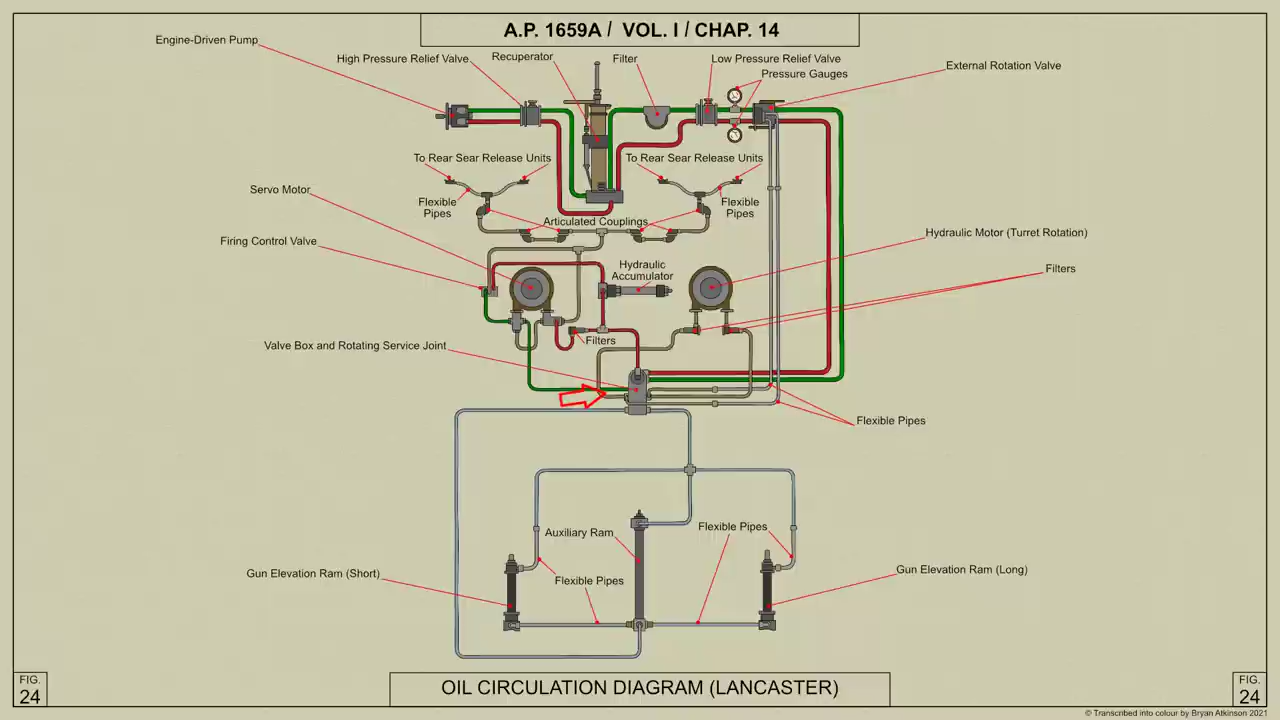 A.P. 1659A / VOL. I / CHAP. 14
Engine-Driven Pump
High Pressure Relief Valve
Recuperator
Filter
Low Pressure Relief Valve
Pressure Gauges
External Rotation Valve
To Rear Sear Release Units
To Rear Sear Release Units
Servo Motor
Flexible
Pipes
Flexible
Pipes
Articulated Couplings
Firing Control Valve
Hydraulic Motor (Turret Rotation)
Hydraulic
Accumulator
Filters
Filters
Valve Box and Rotating Service Joint
Flexible Pipes
Auxiliary Ram
Flexible Pipes
Gun Elevation Ram (Short)
Flexible Pipes
Gun Elevation Ram (Long)
FIG.
24
OIL CIRCULATION DIAGRAM (LANCASTER)
FIG.
24
© Transcribed into colour by Bryan Atkinson 2021